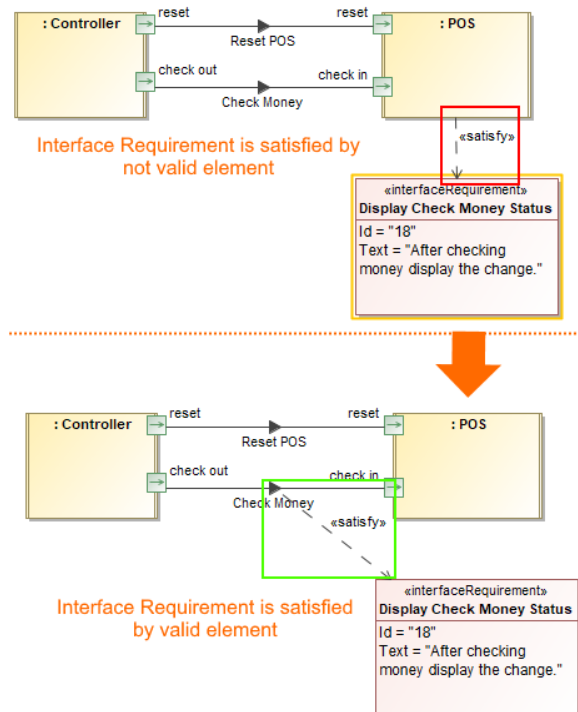 reset
reset
: Controller
: POS
Reset POS
check out
check in
Check Money
«satisfy»
Interface Requirement is satisfied by
not valid element
«interfaceRequirement»
Display Check Money Status
Id = "18"
Text = "After checking
money display the change."
reset
reset
: Controller
: POS
Reset POS
check out
check in
Check Money
«satisfy»
Interface Requirement is satisfied
by valid element
«interfaceRequirement»
Display Check Money Status
Id = "18"
Text = "After checking
money display the change."